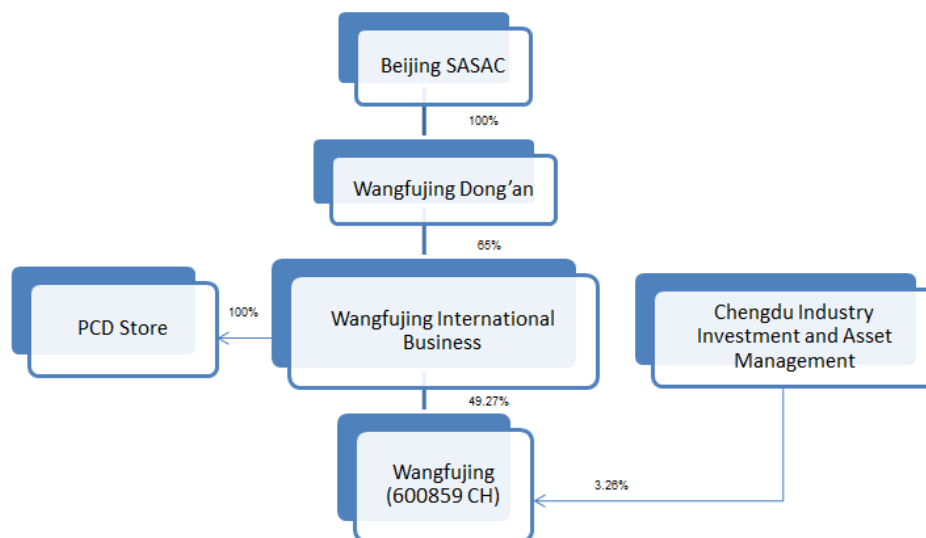 Beijing SASAC
100%
Wangfujing Dong’an
65%
PCD Store
100%
Wangfujing International
Business
Chengdu Industry
Investment and Asset
Management
49.27%
Wangfujing
(600859 CH)
3.26%